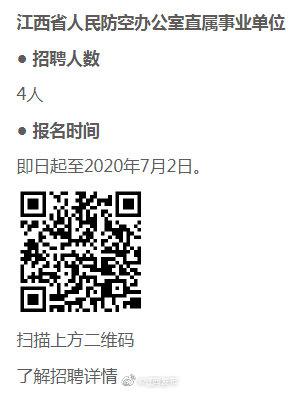 江西省人民防空办公室直属事业单位
● 招聘人数
4人
● 报名时间
即日起至2020年7月2日。
扫描上方二维码
了解招聘详情